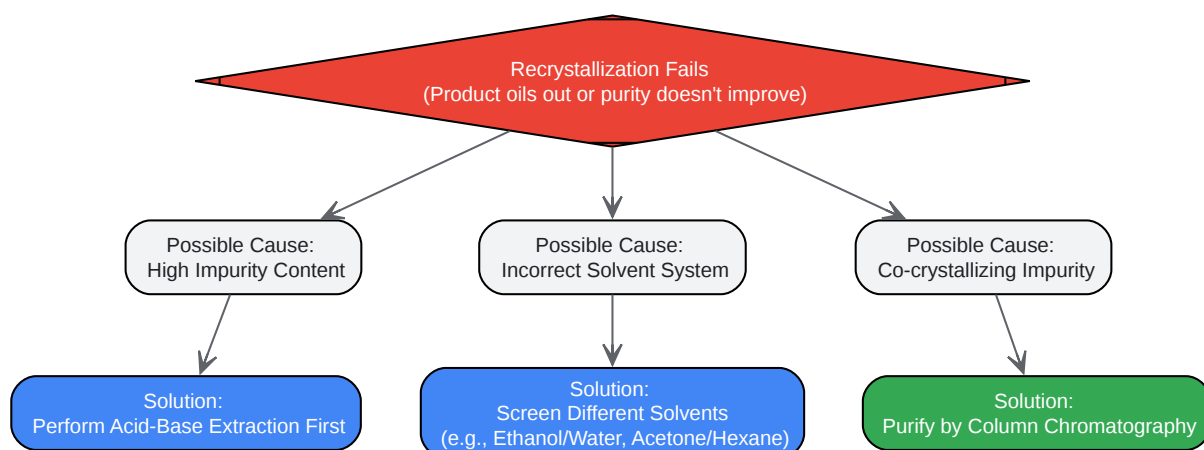 Recrystallization Fails
(Product oils out or purity doesn't improve)
Possible Cause:
High Impurity Content
Possible Cause:
Incorrect Solvent System
Possible Cause:
Co-crystallizing Impurity
Solution:
Perform Acid-Base Extraction First
Solution:
Screen Different Solvents
(e.g., Ethanol/Water, Acetone/Hexane)
Solution:
Purify by Column Chromatography